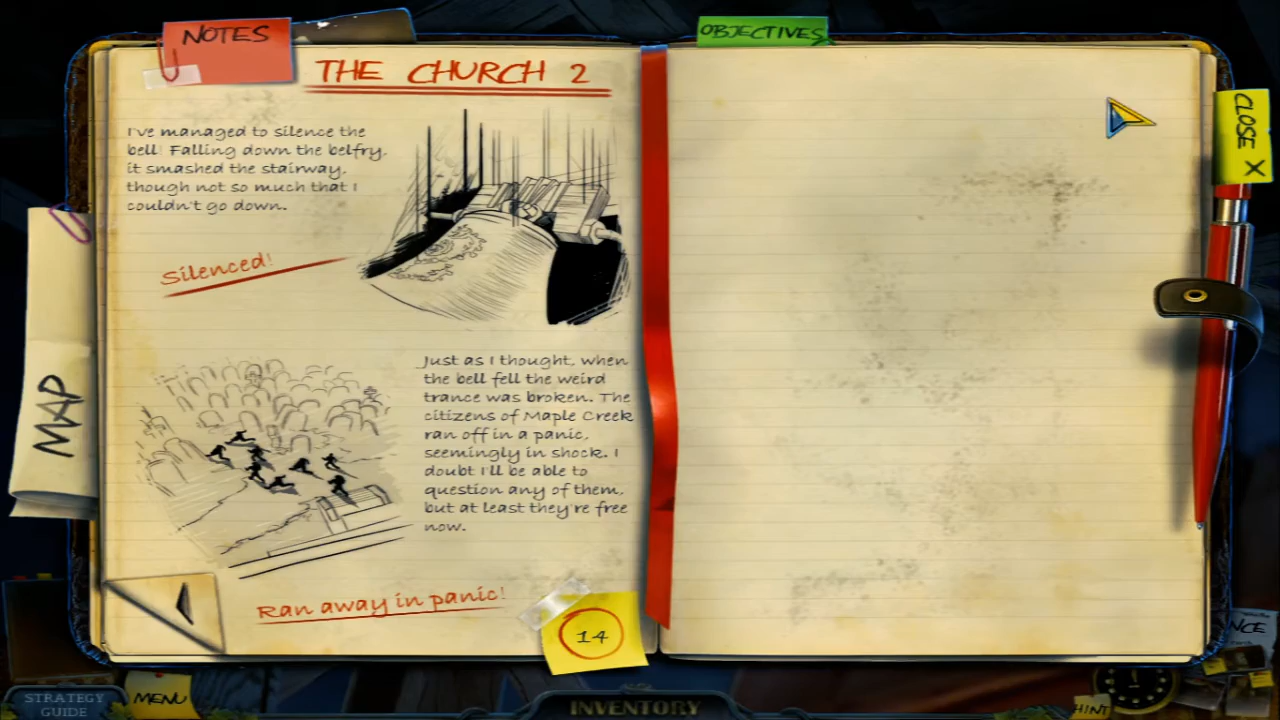 NOTES
OBJECTIVES
THE CHURCH 2
CLOSE X
I've managed to silence the
bell! Falling down the belfry,
it smashed the stairway,
though not so much that I
couldn't go down.
Silenced!
MAP
Just as I thought, when
the bell fell the weird
trance was broken. The
citizens of Maple Creek
ran off in a panic,
seemingly in shock. I
doubt I'll be able to
question any of them,
but at least they're free
now.
Ran away in panic!
14
STRATEGY
GUIDE
MENU
INVENTORY
HINT